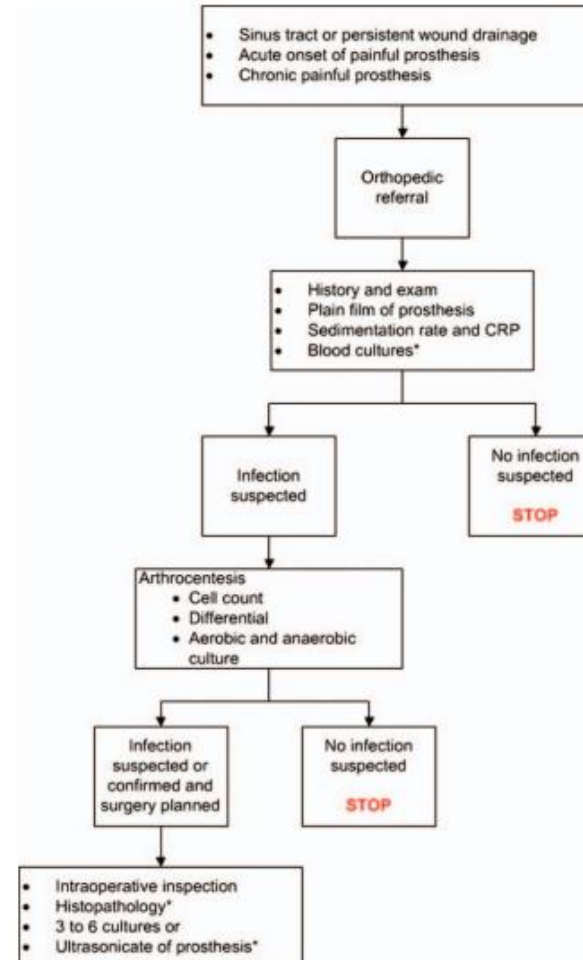 • Sinus tract or persistent wound drainage
• Acute onset of painful prosthesis
• Chronic painful prosthesis
Orthopedic
referral
• History and exam
• Plain film of prosthesis
• Sedimentation rate and CRP
• Blood cultures*
Infection
suspected
No infection
suspected
STOP
Arthrocentesis
• Cell count
• Differential
• Aerobic and anaerobic
culture
Infection
suspected or
confirmed and
surgery planned
No infection
suspected
STOP
• Intraoperative inspection
• Histopathology*
• 3 to 6 cultures or
• Ultrasonicate of prosthesis*